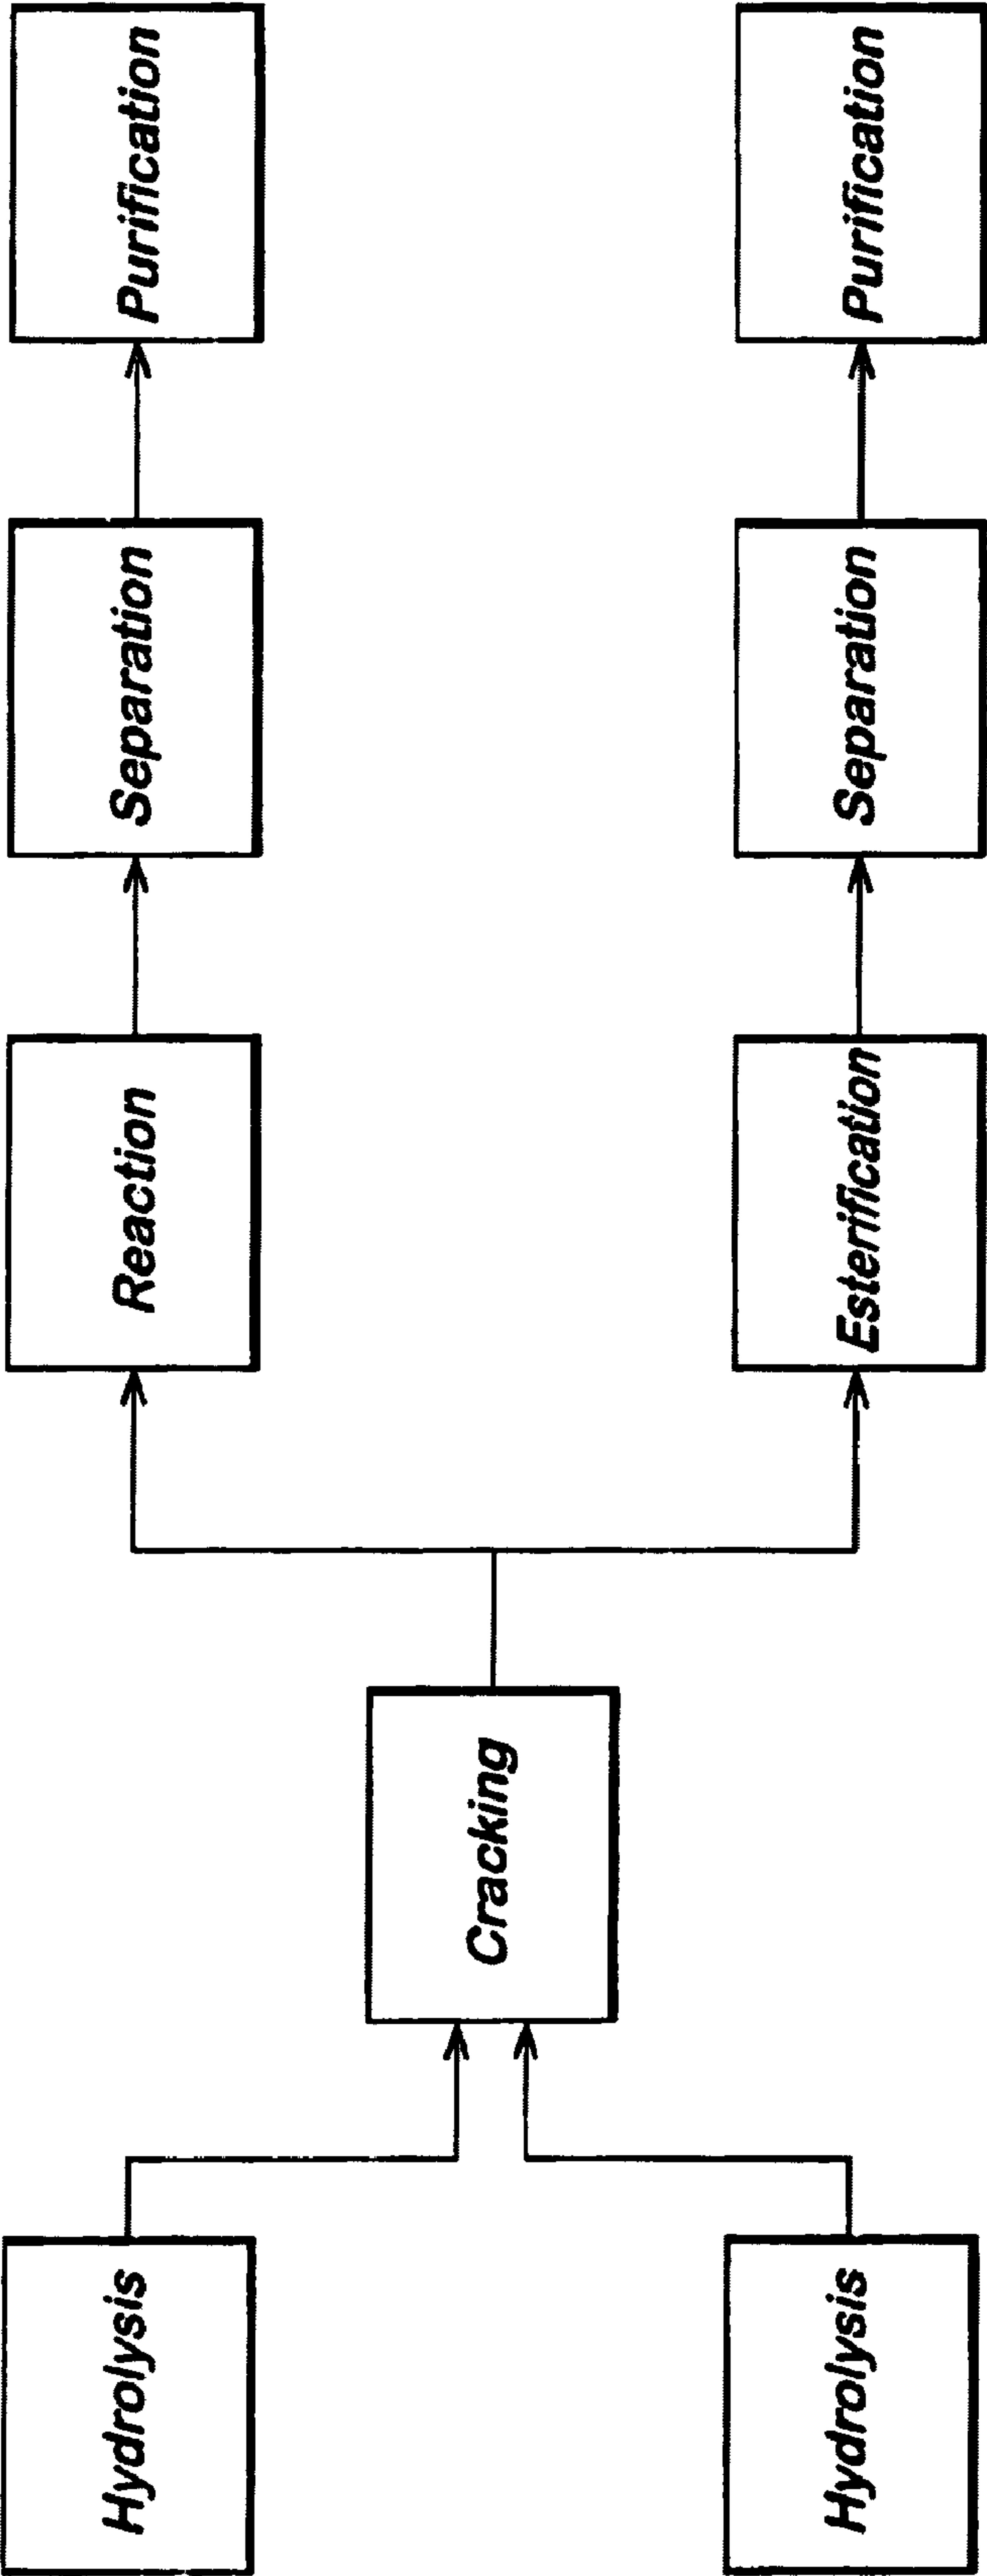 Hydrolysis
Hydrolysis
Cracking
Reaction
Separation
Purification
Esterification
Separation
Purification